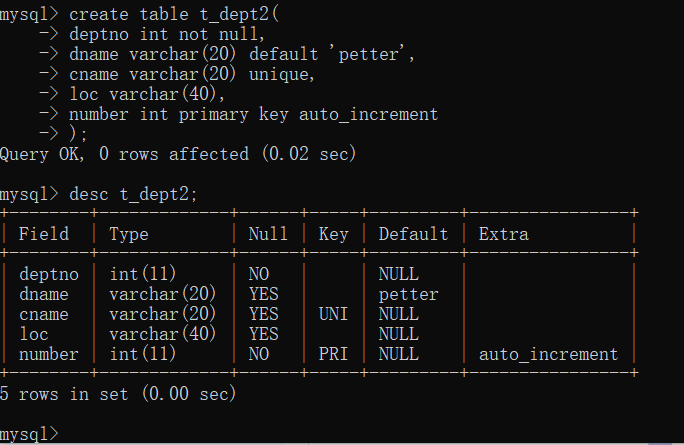 mysql> create table t_dept2(
    -> deptno int not null,
    -> dname varchar(20) default 'petter',
    -> cname varchar(20) unique,
    -> loc varchar(40),
    -> number int primary key auto_increment
    -> );
Query OK, 0 rows affected (0.02 sec)

mysql> desc t_dept2;
+--------+-------------+------+-----+---------+----------------+
| Field  | Type        | Null | Key | Default | Extra          |
+--------+-------------+------+-----+---------+----------------+
| deptno | int(11)     | NO   |     | NULL    |                |
| dname  | varchar(20) | YES  |     | petter  |                |
| cname  | varchar(20) | YES  | UNI | NULL    |                |
| loc    | varchar(40) | YES  |     | NULL    |                |
| number | int(11)     | NO   | PRI | NULL    | auto_increment |
+--------+-------------+------+-----+---------+----------------+
5 rows in set (0.00 sec)

mysql>